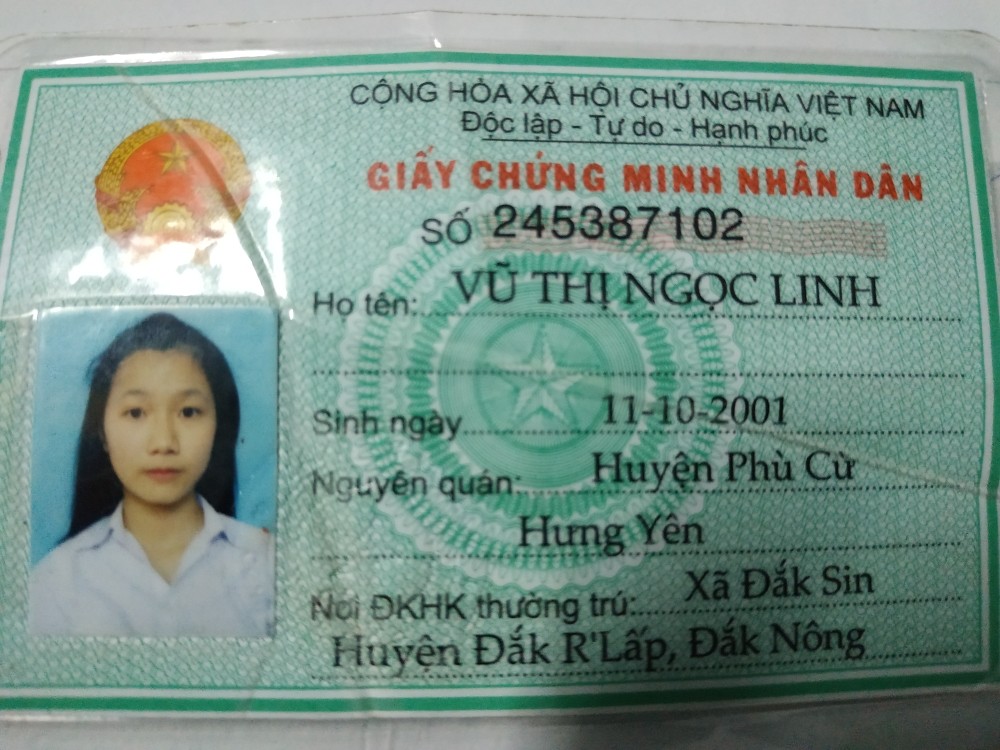 CỘNG HÒA XÃ HỘI CHỦ NGHĨA VIỆT NAM
Độc lập - Tự do - Hạnh phúc
GIẤY CHỨNG MINH NHÂN DÂN
SỐ 245387102
Họ tên: VŨ THỊ NGỌC LINH
Sinh ngày 11-10-2001
Nguyên quán: Huyện Phù Cừ
Hưng Yên
Nơi ĐKHK thường trú: Xã Đắk Sin
Huyện Đắk R'Lấp, Đắk Nông